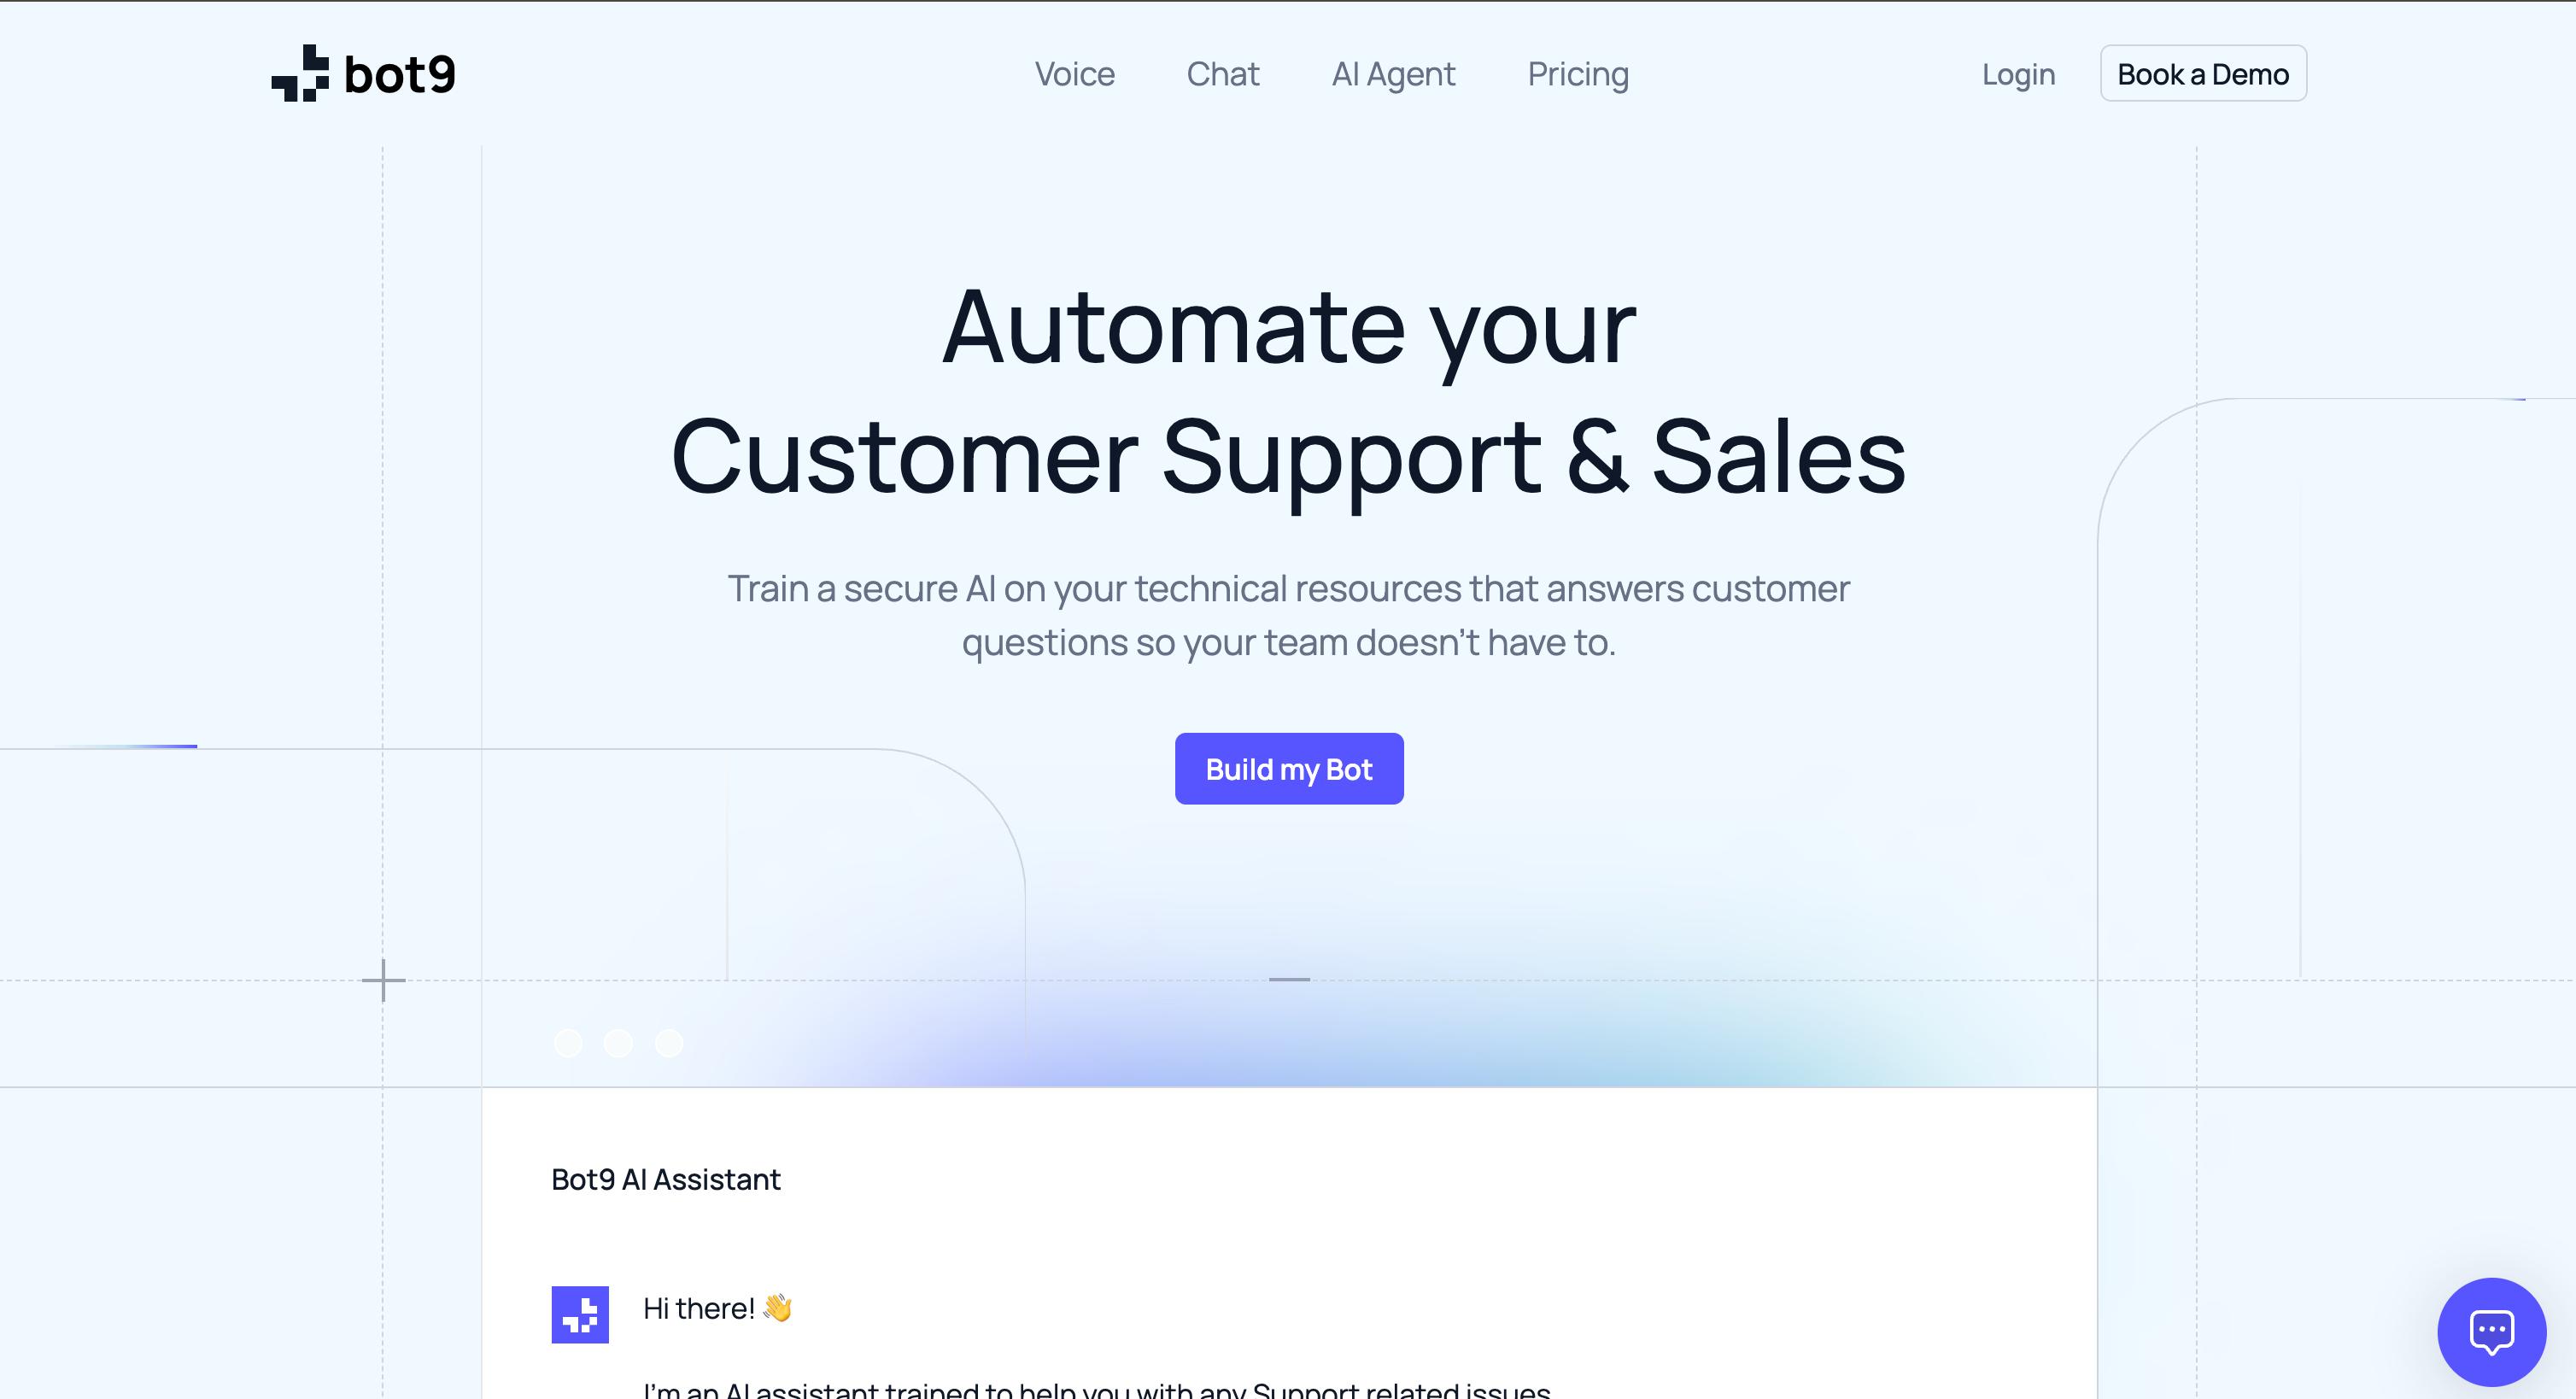 bot9
Voice Chat AI Agent Pricing
Login Book a Demo
Automate your
Customer Support & Sales
Train a secure AI on your technical resources that answers customer
questions so your team doesn't have to.
Build my Bot
Bot9 AI Assistant
Hi there! 👋
I'm an AI assistant trained to help you with any Support related issues.